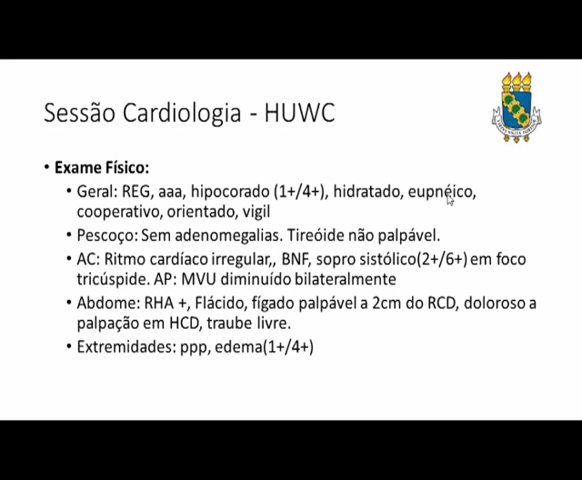 Sessão Cardiologia - HUWC
• Exame Físico:
• Geral: REG, aaa, hipocorado (1+/4+), hidratado, eupnéico,
cooperativo, orientado, vigil
• Pescoço: Sem adenomegalias. Tireóide não palpável.
• AC: Ritmo cardíaco irregular,, BNF, sopro sistólico(2+/6+) em foco
tricúspide. AP: MVU diminuído bilateralmente
• Abdome: RHA +, Flácido, fígado palpável a 2cm do RCD, doloroso a
palpação em HCD, traube livre.
• Extremidades: ppp, edema(1+/4+)